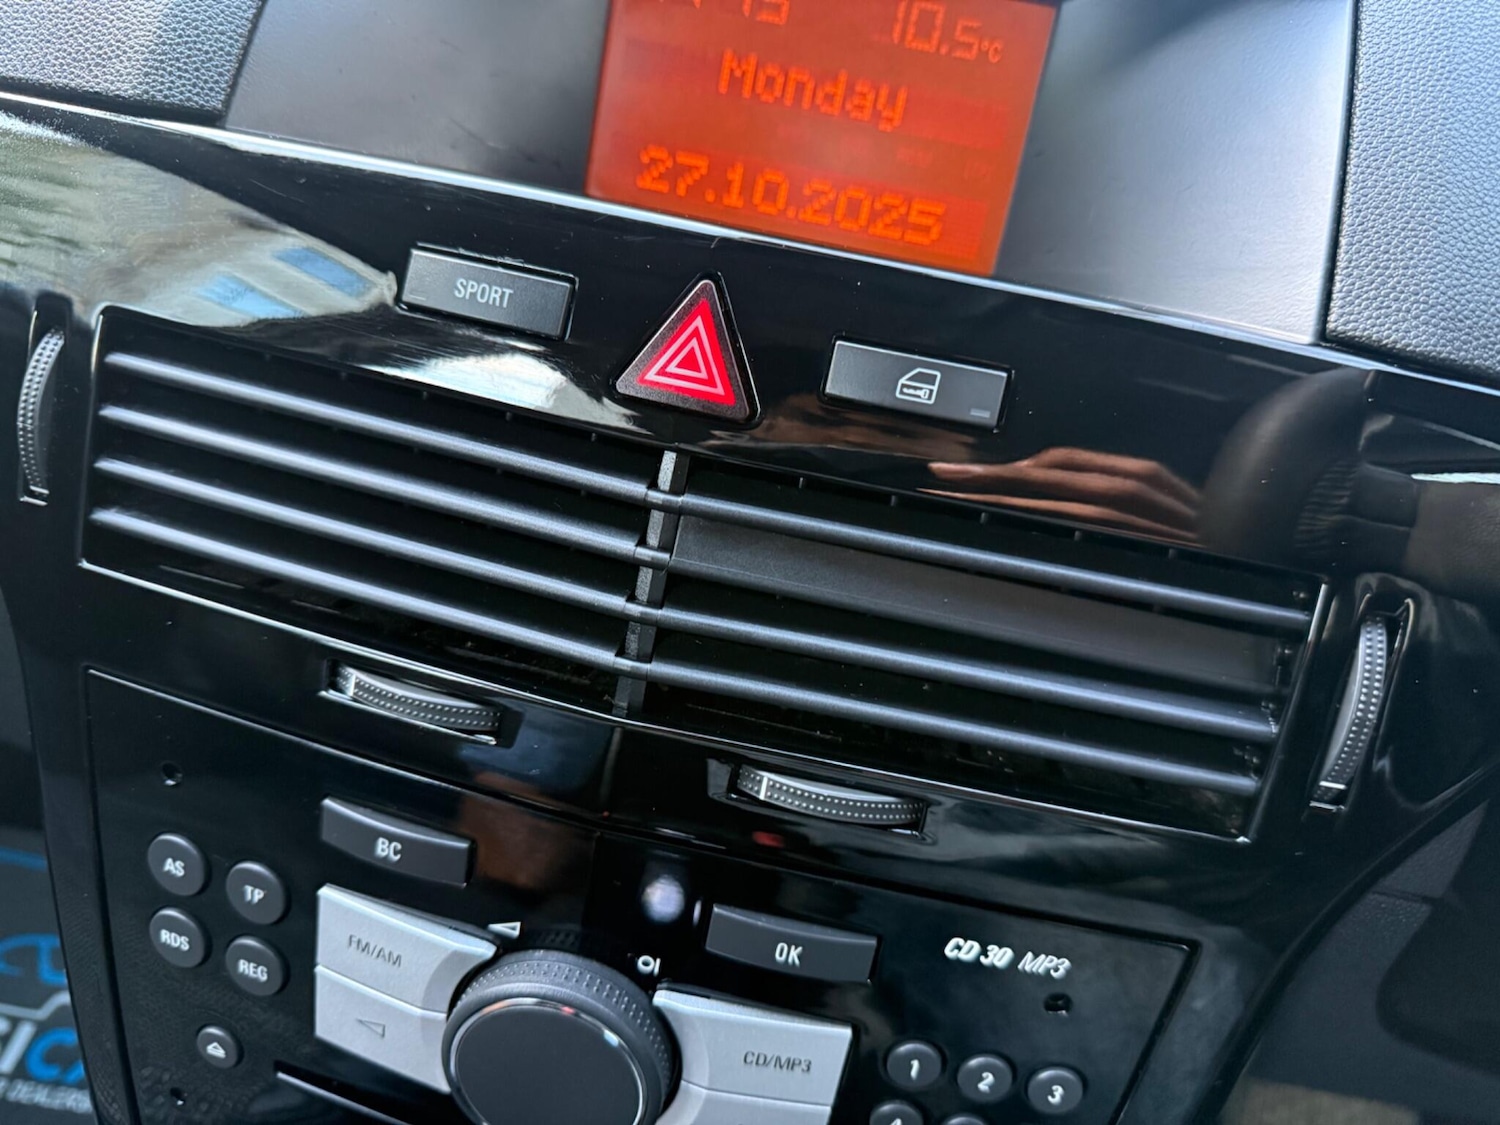 10.5°C
Monday
27.10.2025
SPORT
BC
AS
TP
RDS
REG
FM/AM
OK
CD 30 MP3
CD/MP3
1
2
3